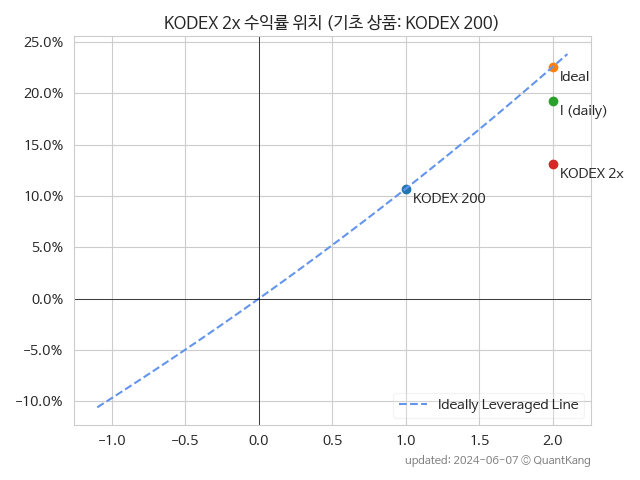 KODEX 2x 수익률 위치 (기초 상품: KODEX 200)
25.0%
20.0%
15.0%
10.0%
5.0%
0.0%
−5.0%
−10.0%
Ideal
I (daily)
KODEX 2x
KODEX 200
Ideally Leveraged Line
−1.0 −0.5 0.0 0.5 1.0 1.5 2.0
updated: 2024-06-07 © QuantKang